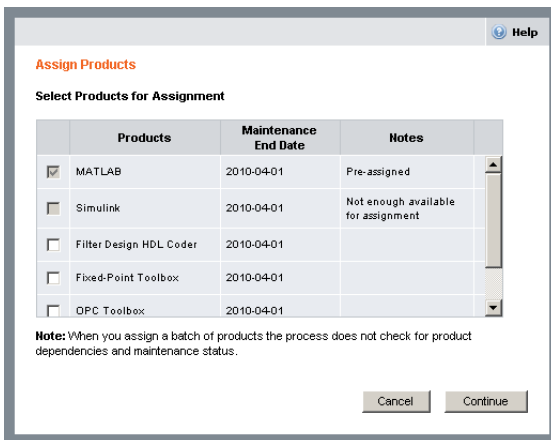 Help
Assign Products
Select Products for Assignment
Products Maintenance End Date Notes
MATLAB 2010-04-01 Pre-assigned
Simulink 2010-04-01 Not enough available for assignment
Filter Design HDL Coder 2010-04-01
Fixed-Point Toolbox 2010-04-01
OPC Toolbox 2010-04-01
Note: When you assign a batch of products the process does not check for product
dependencies and maintenance status.
Cancel Continue